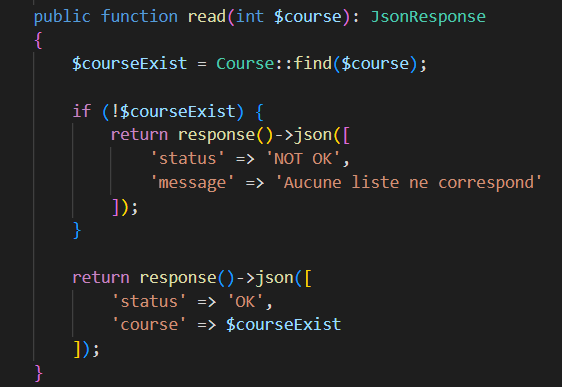 public function read(int $course): JsonResponse
{
    $courseExist = Course::find($course);

    if (!$courseExist) {
        return response()->json([
            'status' => 'NOT OK',
            'message' => 'Aucune liste ne correspond'
        ]);
    }

    return response()->json([
        'status' => 'OK',
        'course' => $courseExist
    ]);
}